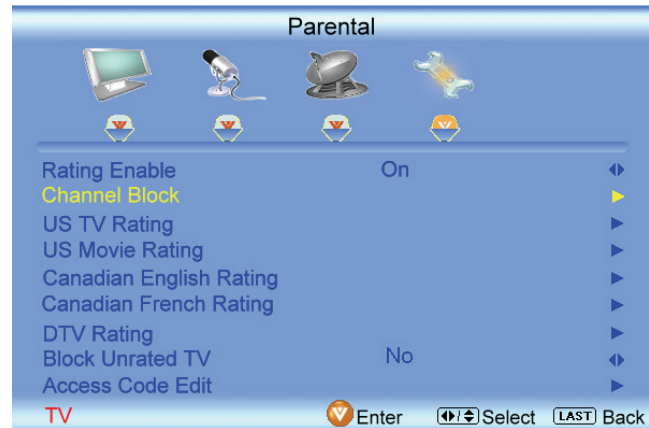 Parental
Rating Enable On
Channel Block
US TV Rating
US Movie Rating
Canadian English Rating
Canadian French Rating
DTV Rating
Block Unrated TV No
Access Code Edit
TV Enter Select LAST Back